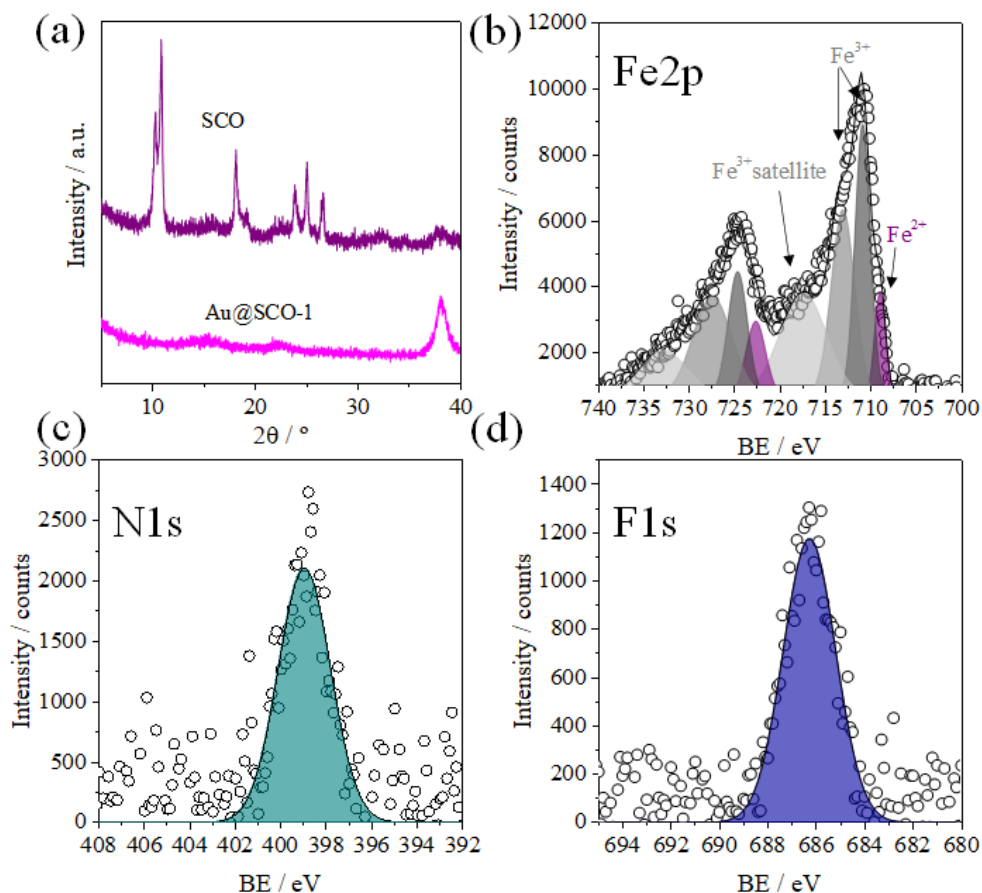 (a)
SCO
Au@SCO-1
Intensity / a.u.
10
20
30
40
2θ / °
(b)
Fe2p
Fe3+
Fe3+ satellite
Fe2+
Intensity / counts
12000
10000
8000
6000
4000
2000
740 735 730 725 720 715 710 705 700
BE / eV
(c)
N1s
Intensity / counts
3000
2500
2000
1500
1000
500
0
408 406 404 402 400 398 396 394 392
BE / eV
(d)
F1s
Intensity / counts
1400
1200
1000
800
600
400
200
0
694 692 690 688 686 684 682 680
BE / eV